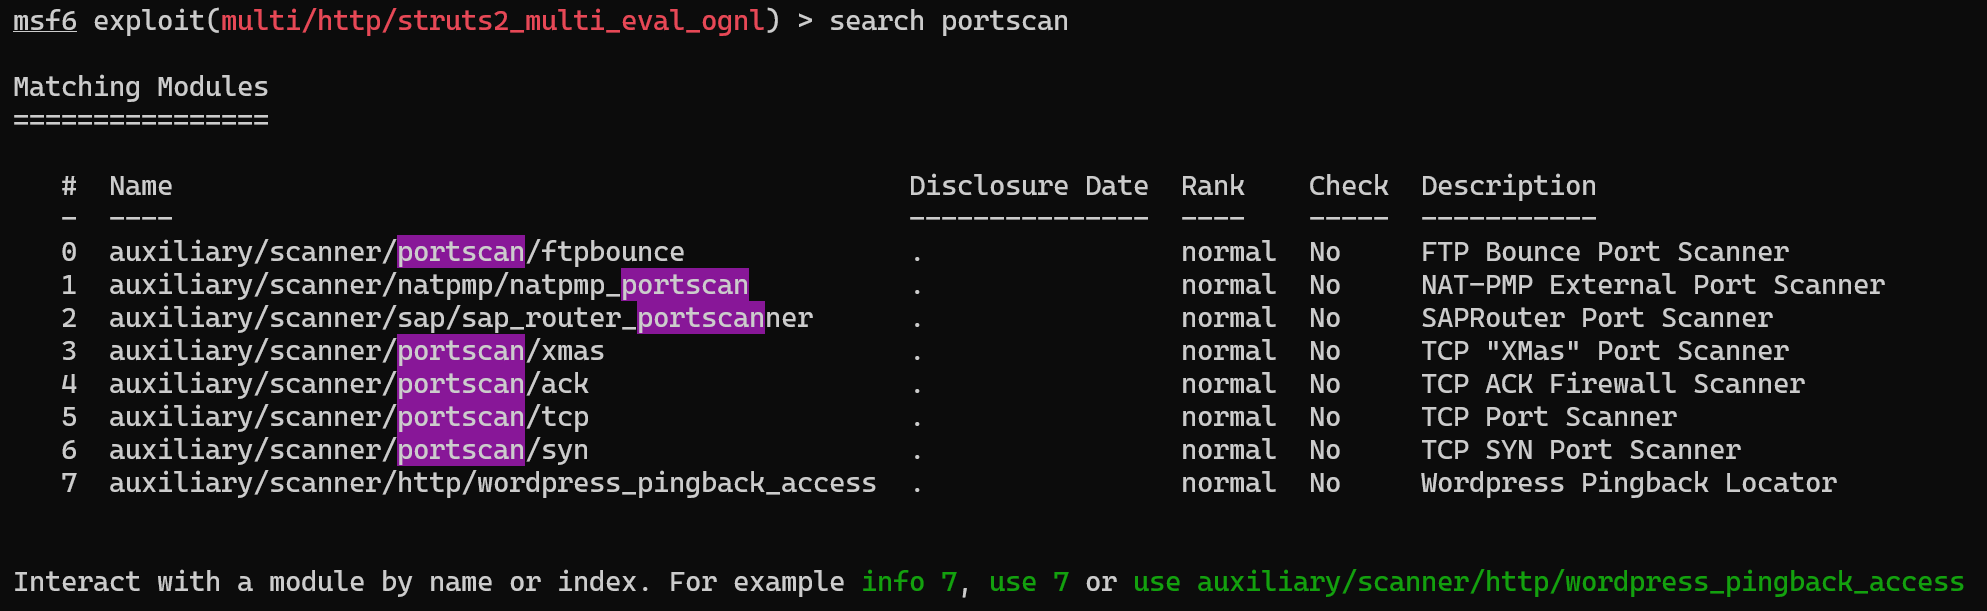 msf6 exploit(multi/http/struts2_multi_eval_ognl) > search portscan
Matching Modules
================
#  Name                                             Disclosure Date  Rank    Check  Description
-  ----                                             ---------------  ----    -----  -----------
0  auxiliary/scanner/portscan/ftpbounce              .                normal  No     FTP Bounce Port Scanner
1  auxiliary/scanner/natpmp/natpmp_portscan          .                normal  No     NAT-PMP External Port Scanner
2  auxiliary/scanner/sap/sap_router_portscanner      .                normal  No     SAPRouter Port Scanner
3  auxiliary/scanner/portscan/xmas                   .                normal  No     TCP "XMas" Port Scanner
4  auxiliary/scanner/portscan/ack                    .                normal  No     TCP ACK Firewall Scanner
5  auxiliary/scanner/portscan/tcp                    .                normal  No     TCP Port Scanner
6  auxiliary/scanner/portscan/syn                    .                normal  No     TCP SYN Port Scanner
7  auxiliary/scanner/http/wordpress_pingback_access  .                normal  No     Wordpress Pingback Locator
Interact with a module by name or index. For example info 7, use 7 or use auxiliary/scanner/http/wordpress_pingback_access